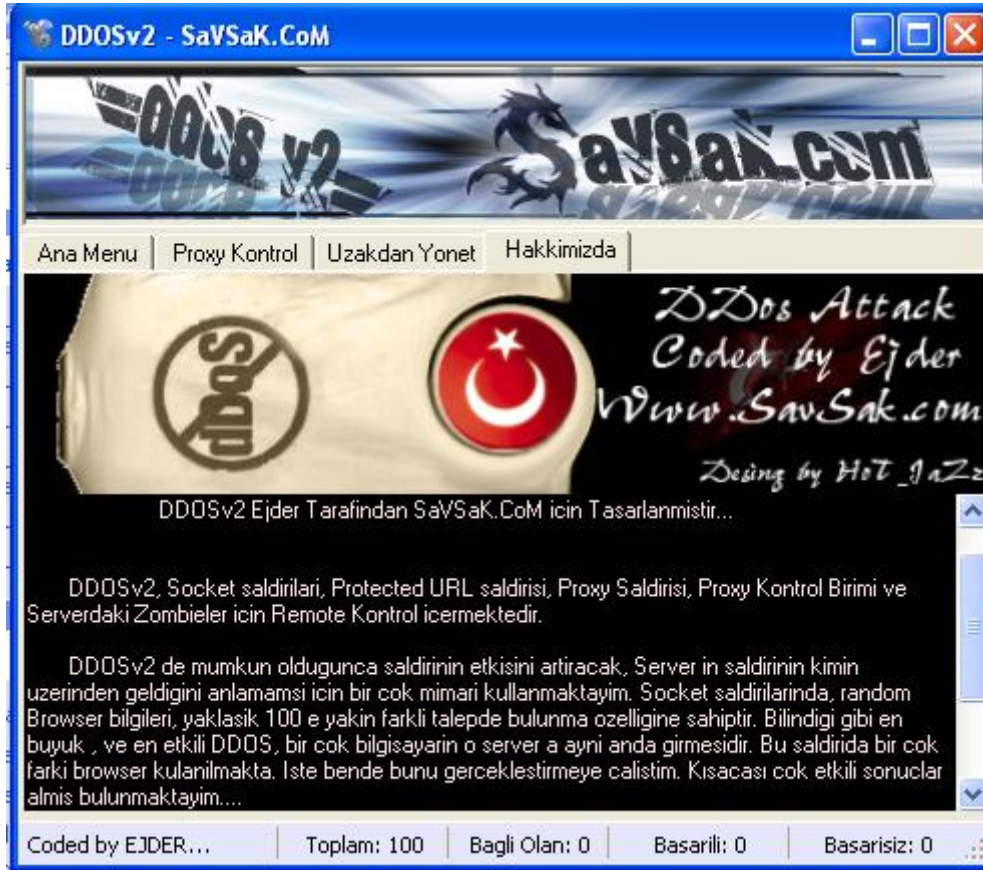 DDOSv2 - SaVSaK.CoM
DDOS v2
SaVSaK.com
Ana Menu
Proxy Kontrol
Uzakdan Yonet
Hakkimizda
DDos Attack
Coded by Ejder
Www.SavSak.com
Desing by HoT_JaZz
DDoS
DDOSv2 Ejder Tarafindan SaVSaK.CoM icin Tasarlanmistir...
DDOSv2, Socket saldirilari, Protected URL saldirisi, Proxy Saldirisi, Proxy Kontrol Birimi ve
Serverdaki Zombieler icin Remote Kontrol icermektedir.
DDOSv2 de mumkun oldugunca saldirinin etkisini artiracak, Server in saldirinin kimin
uzerinden geldigini anlamamsi icin bir cok mimari kullanmaktayim. Socket saldirilarinda, random
Browser bilgileri, yaklasik 100 e yakin farkli talepde bulunma ozelligine sahiptir. Bilindigi gibi en
buyuk , ve en etkili DDOS, bir cok bilgisayarin o server a ayni anda girmesidir. Bu saldirida bir cok
farki browser kulanilmakta. Iste bende bunu gerceklestirmeye calistim. Kısacası cok etkili sonuclar
almis bulunmaktayim....
Coded by EJDER...
Toplam: 100
Bagli Olan: 0
Basarili: 0
Basarisiz: 0